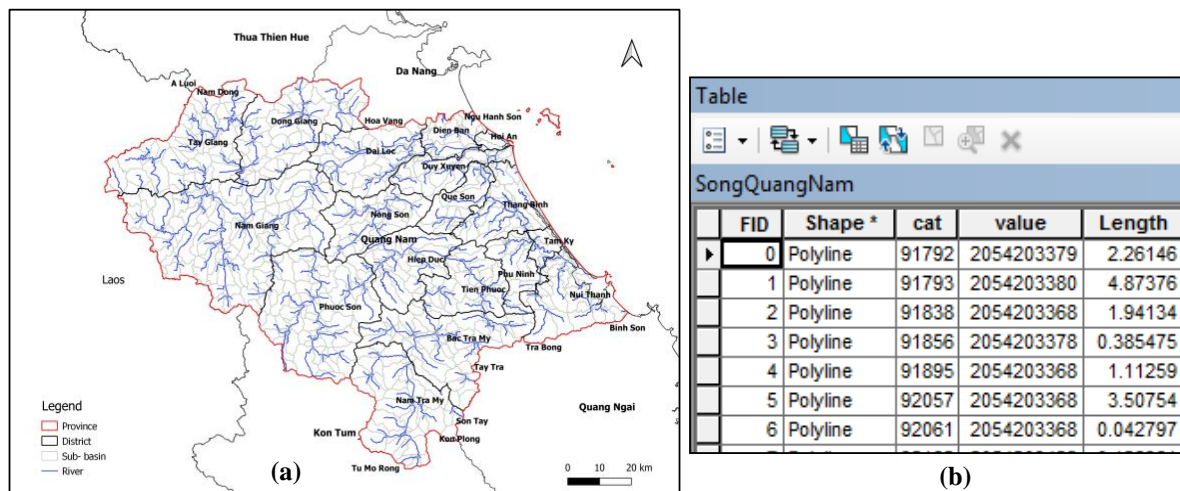 Thua Thien Hue
Da Nang
A Luoi
Nam Dong
Ngu Hanh Son
Dong Giang
Hoa Vang
Dien Ban
Hoi An
Tay Giang
Dai Loc
Duy Xuyen
Que Son
Thang Binh
Nam Giang
Nong Son
Quang Nam
Tam Ky
Hiep Duc
Phu Ninh
Laos
Tien Phuoc
Nui Thanh
Phuoc Son
Binh Son
Bac Tra My
Tra Bong
Tay Tra
Nam Tra My
Quang Ngai
Son Tay
Kon Tum
Kon Plong
Tu Mo Rong
Legend
Province
District
Sub- basin
River
(a)
0 10 20 km
Table
SongQuangNam
FID Shape * cat value Length
0 Polyline 91792 2054203379 2.26146
1 Polyline 91793 2054203380 4.87376
2 Polyline 91838 2054203368 1.94134
3 Polyline 91856 2054203378 0.385475
4 Polyline 91895 2054203368 1.11259
5 Polyline 92057 2054203368 3.50754
6 Polyline 92061 2054203368 0.042797
(b)